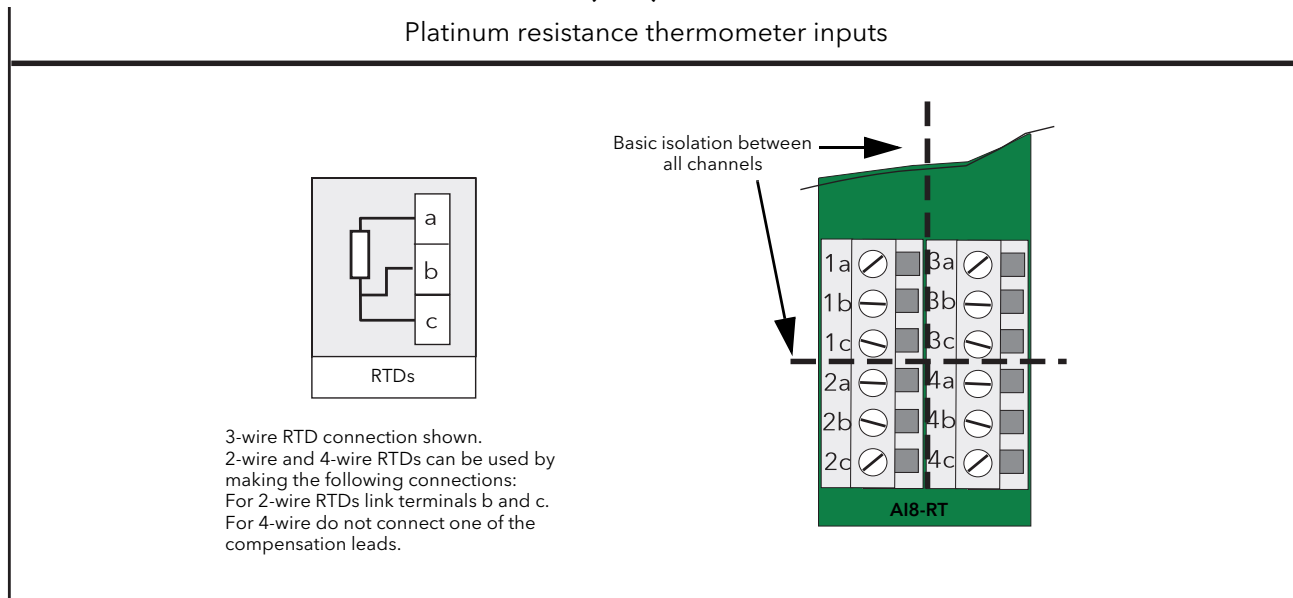 Platinum resistance thermometer inputs
Basic isolation between
all channels
a
b
c
RTDs
3-wire RTD connection shown.
2-wire and 4-wire RTDs can be used by
making the following connections:
For 2-wire RTDs link terminals b and c.
For 4-wire do not connect one of the
compensation leads.
1a 3a
1b 3b
1c 3c
2a 4a
2b 4b
2c 4c
AI8-RT